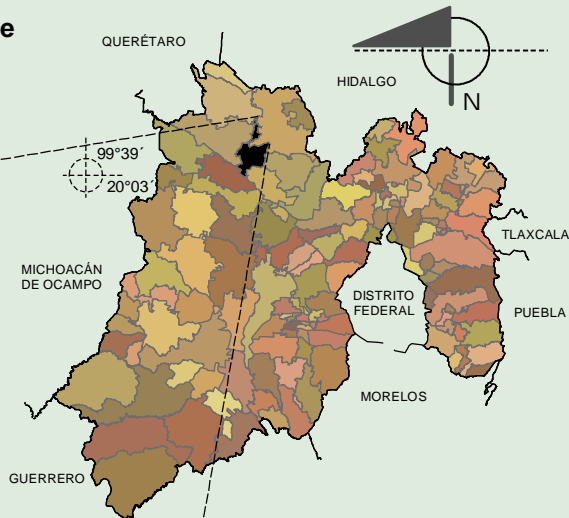 e
QUERÉTARO
HIDALGO
N
99°39´
20°03´
TLAXCALA
MICHOACÁN
DE OCAMPO
DISTRITO
FEDERAL
PUEBLA
MORELOS
GUERRERO